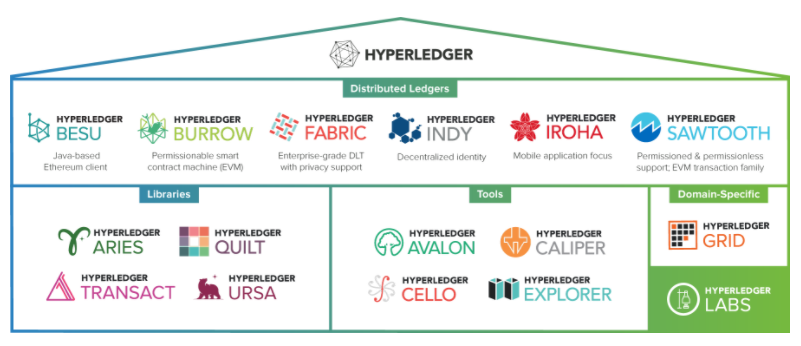 HYPERLEDGER
Distributed Ledgers
HYPERLEDGER
BESU
Java-based
Ethereum client
HYPERLEDGER
BURROW
Permissionable smart
contract machine (EVM)
HYPERLEDGER
FABRIC
Enterprise-grade DLT
with privacy support
HYPERLEDGER
INDY
Decentralized identity
HYPERLEDGER
IROHA
Mobile application focus
HYPERLEDGER
SAWTOOTH
Permissioned & permissionless
support; EVM transaction family
Libraries
HYPERLEDGER
ARIES
HYPERLEDGER
QUILT
HYPERLEDGER
TRANSACT
HYPERLEDGER
URSA
Tools
HYPERLEDGER
AVALON
HYPERLEDGER
CALIPER
HYPERLEDGER
CELLO
HYPERLEDGER
EXPLORER
Domain-Specific
HYPERLEDGER
GRID
HYPERLEDGER
LABS